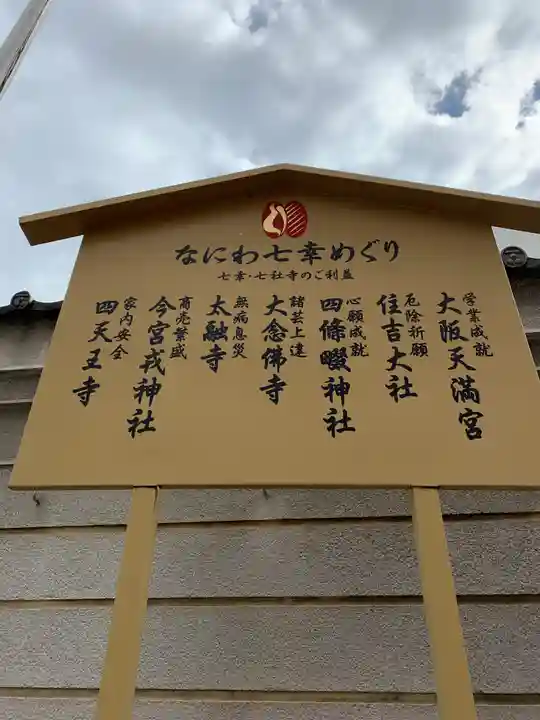 なにわ七幸めぐり
七幸・七社寺のご利益
学業成就
大阪天満宮
厄除祈願
住吉大社
心願成就
四條畷神社
諸芸上達
大念佛寺
無病息災
太融寺
商売繁盛
今宮戎神社
家内安全
四天王寺